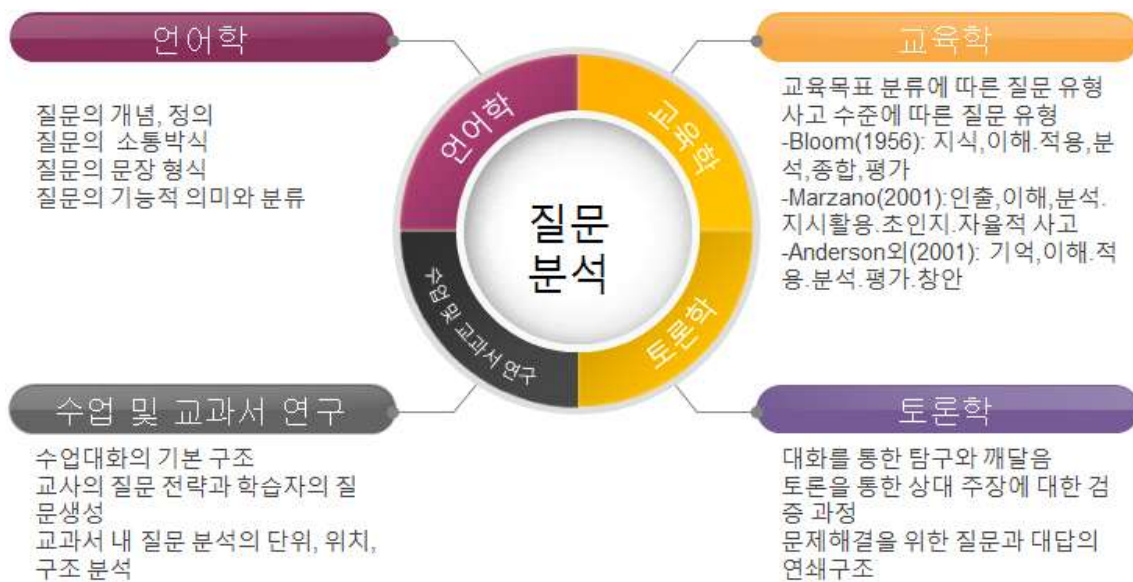 언어학
질문의 개념, 정의
질문의 소통박식
질문의 문장 형식
질문의 기능적 의미와 분류
교육학
교육목표 분류에 따른 질문 유형
사고 수준에 따른 질문 유형
-Bloom(1956): 지식,이해.적용,분
석,종합,평가
-Marzano(2001):인출,이해,분석.
지시활용.초인지.자율적 사고
-Anderson외(2001): 기억,이해.적
용.분석.평가.창안
언어학
교육학
질문
분석
수업 및 교과서 연구
토론학
수업 및 교과서 연구
수업대화의 기본 구조
교사의 질문 전략과 학습자의 질
문생성
교과서 내 질문 분석의 단위, 위치,
구조 분석
토론학
대화를 통한 탐구와 깨달음
토론을 통한 상대 주장에 대한 검
증 과정
문제해결을 위한 질문과 대답의
연쇄구조